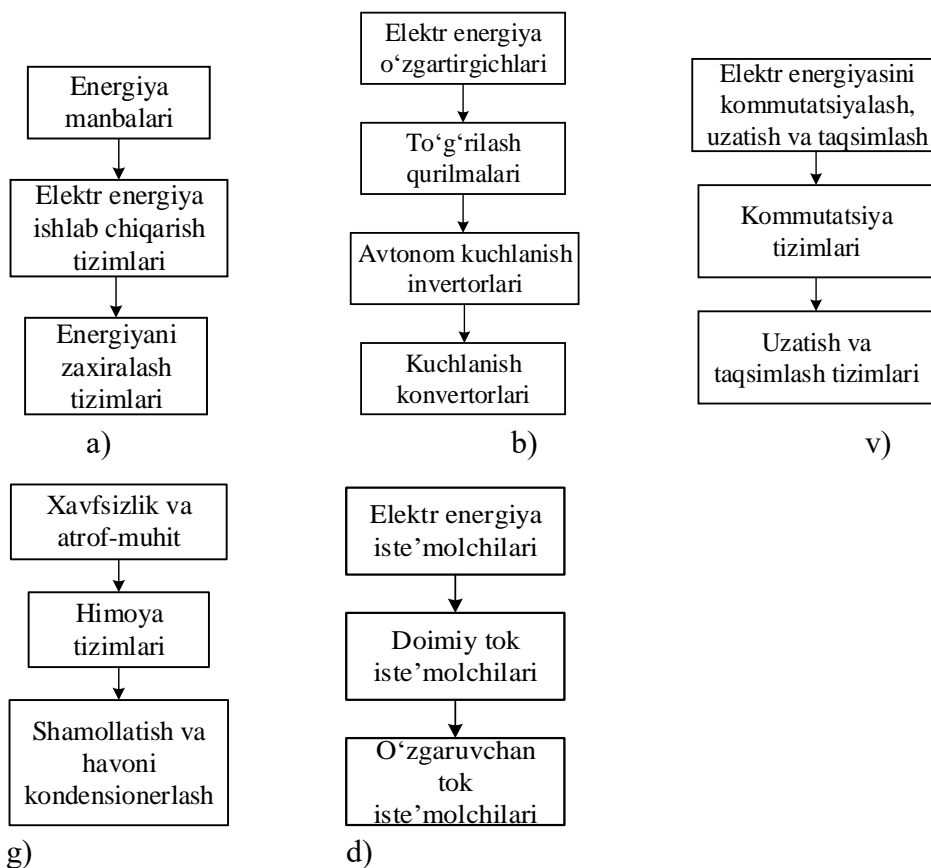 Energiya
manbalari
Elektr energiya
ishlab chiqarish
tizimlari
Energiyani
zaxiralash
tizimlari
a)
Elektr energiya
o‘zgartirgichlari
To‘g‘rilash
qurilmalari
Avtonom kuchlanish
invertorlari
Kuchlanish
konvertorlari
b)
Elektr energiyasini
kommutatsiyalash,
uzatish va taqsimlash
Kommutatsiya
tizimlari
Uzatish va
taqsimlash tizimlari
v)
Xavfsizlik va
atrof-muhit
Himoya
tizimlari
Shamollatish va
havoni
kondensionerlash
g)
Elektr energiya
iste’molchilari
Doimiy tok
iste’molchilari
O‘zgaruvchan
tok
iste’molchilari
d)